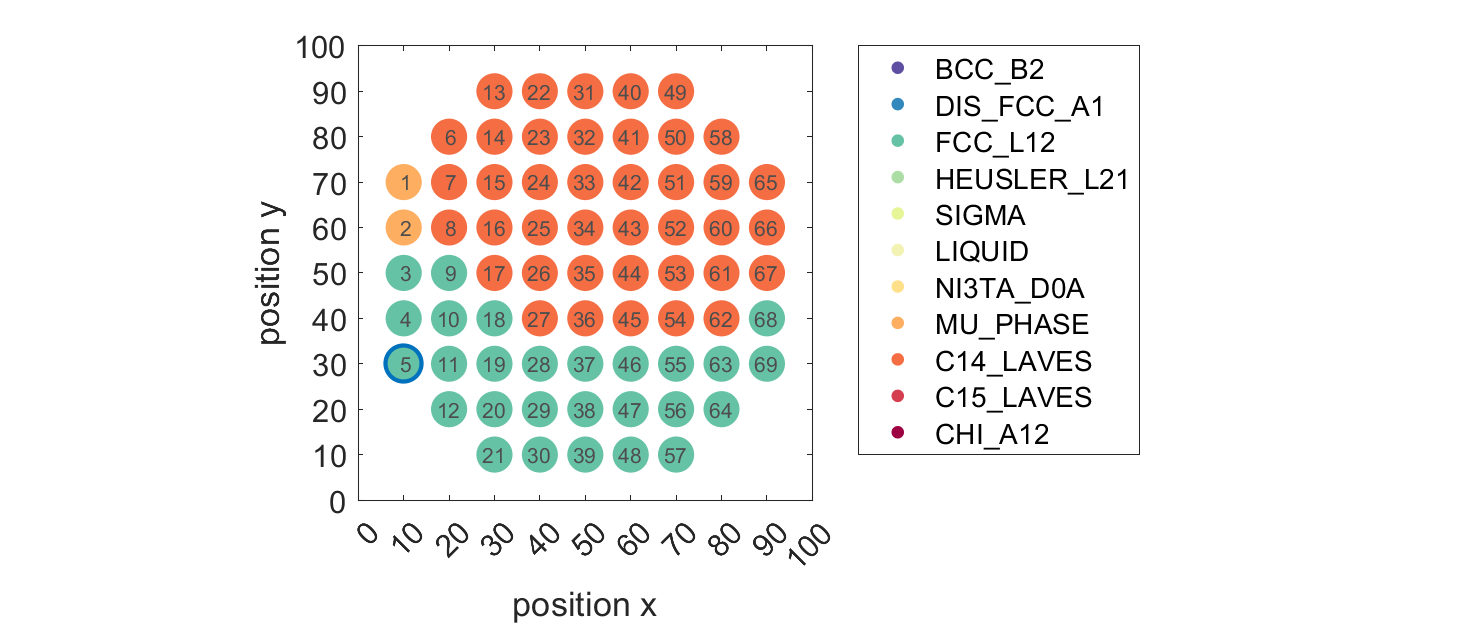 100
90 13 22 31 40 49
80 6 14 23 32 41 50 58
70 1 7 15 24 33 42 51 59 65
60 2 8 16 25 34 43 52 60 66
50 3 9 17 26 35 44 53 61 67
40 4 10 18 27 36 45 54 62 68
30 5 11 19 28 37 46 55 63 69
20 12 20 29 38 47 56 64
10 21 30 39 48 57
0
0 10 20 30 40 50 60 70 80 90 100
position x
position y
BCC_B2
DIS_FCC_A1
FCC_L12
HEUSLER_L21
SIGMA
LIQUID
NI3TA_D0A
MU_PHASE
C14_LAVES
C15_LAVES
CHI_A12